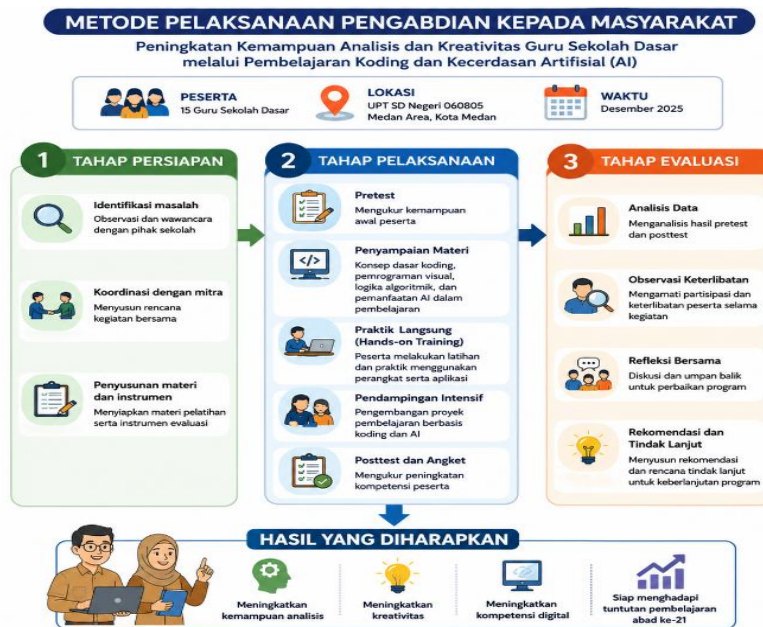 METODE PELAKSANAAN PENGABDIAN KEPADA MASYARAKAT
Peningkatan Kemampuan Analisis dan Kreativitas Guru Sekolah Dasar
melalui Pembelajaran Koding dan Kecerdasan Artifisial (AI)
PESERTA
15 Guru Sekolah Dasar
LOKASI
UPT SD Negeri 060805
Medan Area, Kota Medan
WAKTU
Desember 2025
1 TAHAP PERSIAPAN
Identifikasi masalah
Observasi dan wawancara
dengan pihak sekolah
Koordinasi dengan mitra
Menyusun rencana
kegiatan bersama
Penyusunan materi
dan instrumen
Menyiapkan materi pelatihan
serta instrumen evaluasi
2 TAHAP PELAKSANAAN
Pretest
Mengukur kemampuan
awal peserta
</>
Penyampaian Materi
Konsep dasar koding,
pemrograman visual,
logika algoritmik, dan
pemanfaatan AI dalam
pembelajaran
Praktik Langsung
(Hands-on Training)
Peserta melakukan latihan
dan praktik menggunakan
perangkat serta aplikasi
Pendampingan Intensif
Pengembangan proyek
pembelajaran berbasis
koding dan AI
Posttest dan Angket
Mengukur peningkatan
kompetensi peserta
3 TAHAP EVALUASI
Analisis Data
Menganalisis hasil pretest
dan posttest
Observasi Keterlibatan
Mengamati partisipasi dan
keterlibatan peserta selama
kegiatan
Refleksi Bersama
Diskusi dan umpan balik
untuk perbaikan program
Rekomendasi dan
Tindak Lanjut
Menyusun rekomendasi
dan rencana tindak lanjut
untuk keberlanjutan program
HASIL YANG DIHARAPKAN
Meningkatkan
kemampuan analisis
Meningkatkan
kreativitas
Meningkatkan
kompetensi digital
Siap menghadapi
tuntutan pembelajaran
abad ke-21